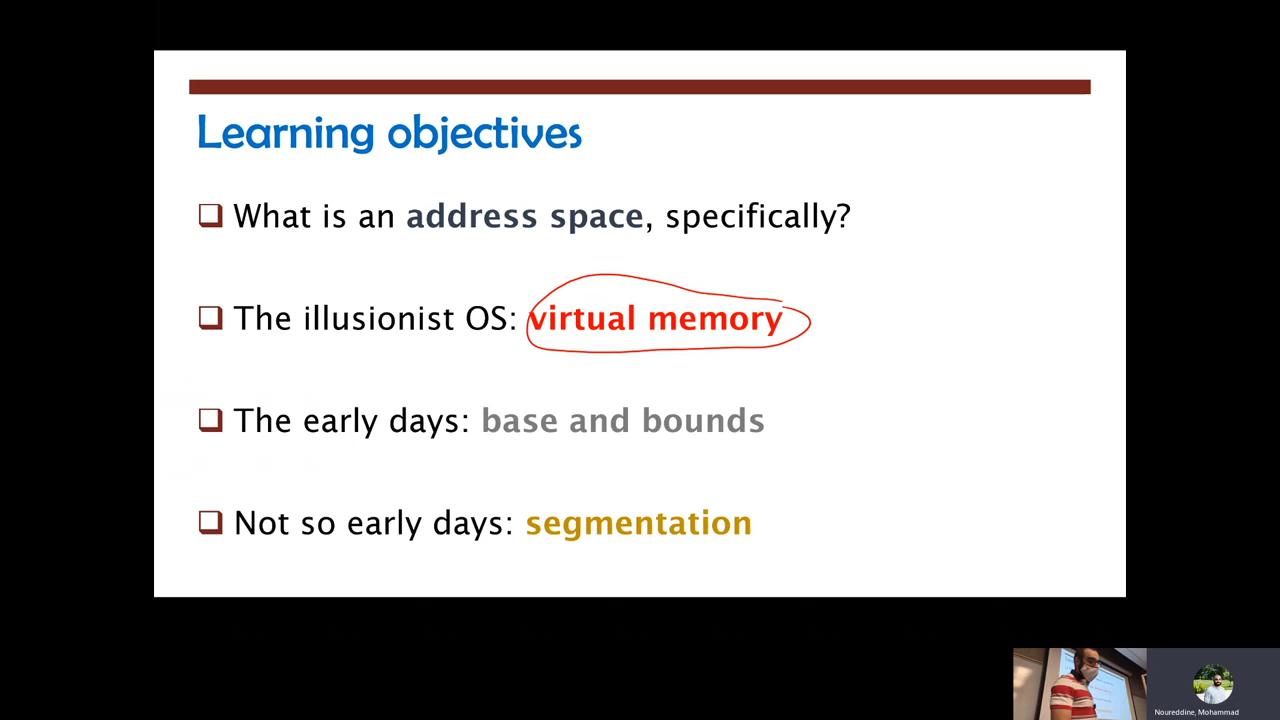 Learning objectives
❑ What is an address space, specifically?
❑ The illusionist OS: virtual memory
❑ The early days: base and bounds
❑ Not so early days: segmentation
Noureddine, Mohammad